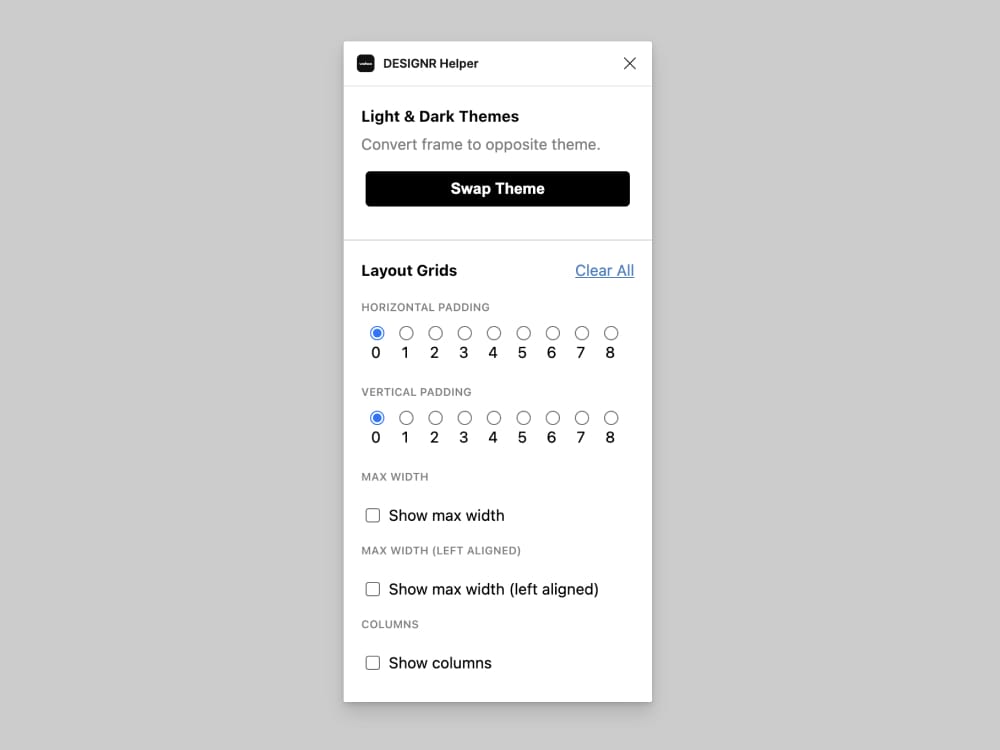 DESIGNR Helper
Light & Dark Themes
Convert frame to opposite theme.
Swap Theme
Layout Grids Clear All
HORIZONTAL PADDING
0 1 2 3 4 5 6 7 8
VERTICAL PADDING
0 1 2 3 4 5 6 7 8
MAX WIDTH
Show max width
MAX WIDTH (LEFT ALIGNED)
Show max width (left aligned)
COLUMNS
Show columns